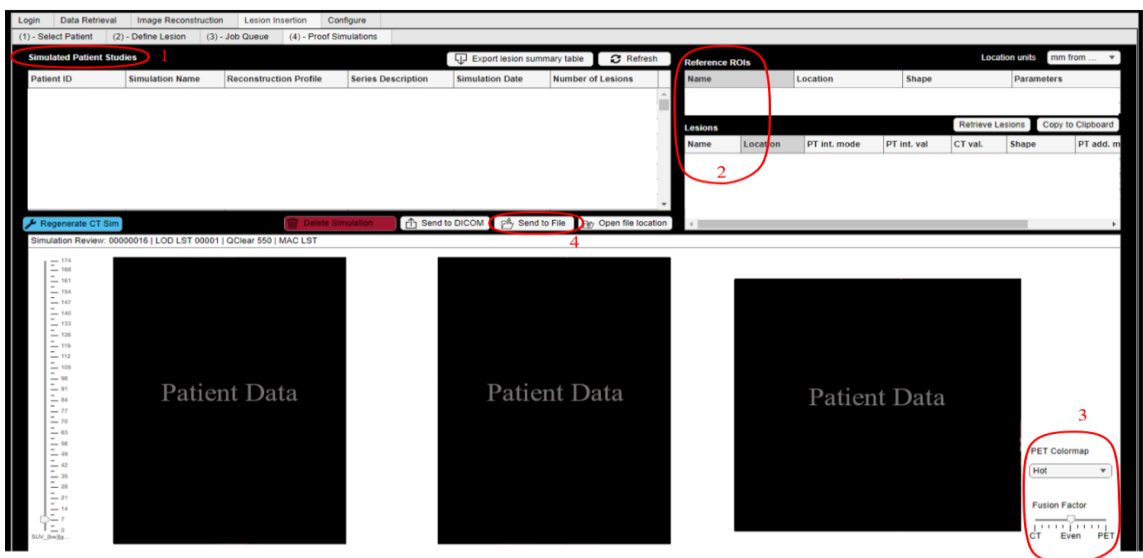 Login Data Retrieval Image Reconstruction Lesion Insertion Configure
(1) - Select Patient (2) - Define Lesion (3) - Job Queue (4) - Proof Simulations
Simulated Patient Studies 1 Export lesion summary table Refresh
Reference ROIs Location units mm from ...
Patient ID Simulation Name Reconstruction Profile Series Description Simulation Date Number of Lesions
Name Location Shape Parameters
Lesions Retrieve Lesions Copy to Clipboard
Name Location PT int. mode PT int. val CT val. Shape PT add. m
2
Regenerate CT Sim Delete Simulation Send to DICOM Send to File Open file location
4
Simulation Review: 00000016 | LOD LST 00001 | QClear 550 | MAC LST
174
168
161
154
147
140
133
126
119
112
105
98
91
84
77
70
63
56
49
42
35
28
21
14
7
0
Patient Data Patient Data Patient Data
3
PET Colormap
Hot
Fusion Factor
CT Even PET